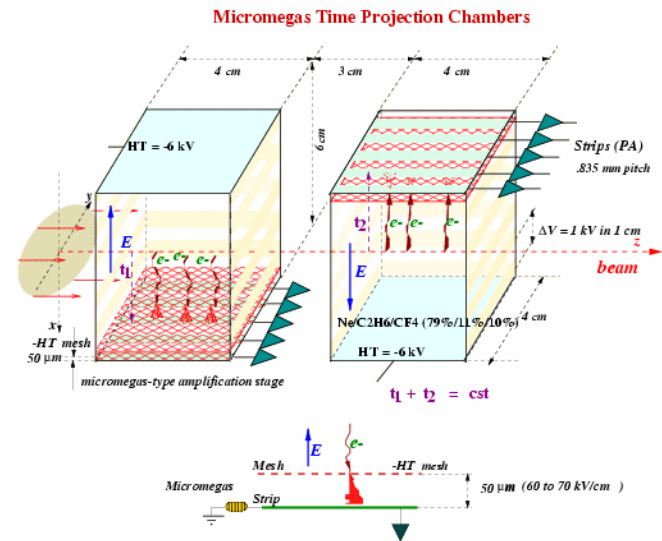 Micromegas Time Projection Chambers
4 cm
3 cm
4 cm
HT = -6 kV
6 cm
Strips (PA)
.835 mm pitch
y
E
t1
e-
e-
e-
t2
e-
e-
e-
E
ΔV = 1 kV in 1 cm
z
beam
x
-HT mesh
50 μm
Ne/C2H6/CF4 (79%/11%/10%)
HT = -6 kV
4 cm
micromegas-type amplification stage
t1 + t2 = cst
E
e-
Mesh
-HT mesh
Micromegas
Strip
50 μm (60 to 70 kV/cm )